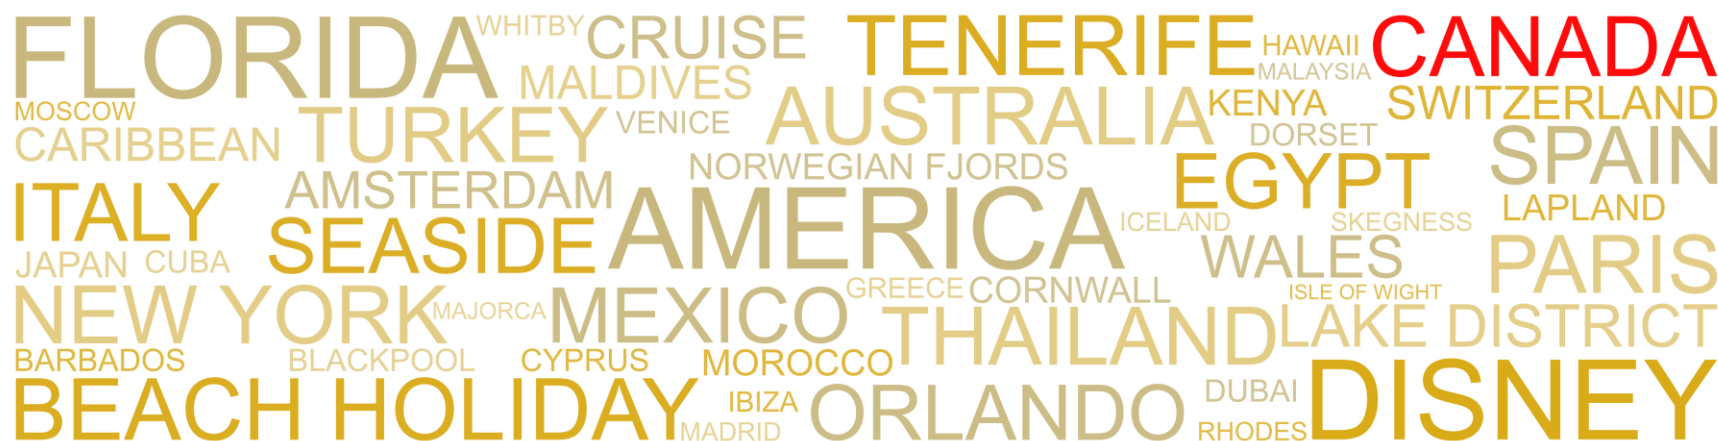 FLORIDA
WHITBY
CRUISE
TENERIFE
HAWAII
CANADA
MALDIVES
MALAYSIA
MOSCOW
TURKEY
VENICE
AUSTRALIA
KENYA
SWITZERLAND
CARIBBEAN
DORSET
SPAIN
NORWEGIAN FJORDS
EGYPT
ITALY
AMSTERDAM
AMERICA
LAPLAND
SEASIDE
ICELAND
SKEGNESS
JAPAN
CUBA
WALES
PARIS
NEW YORK
MAJORCA
MEXICO
GREECE
CORNWALL
ISLE OF WIGHT
THAILAND
LAKE DISTRICT
BARBADOS
BLACKPOOL
CYPRUS
MOROCCO
DISNEY
BEACH HOLIDAY
IBIZA
ORLANDO
DUBAI
MADRID
RHODES